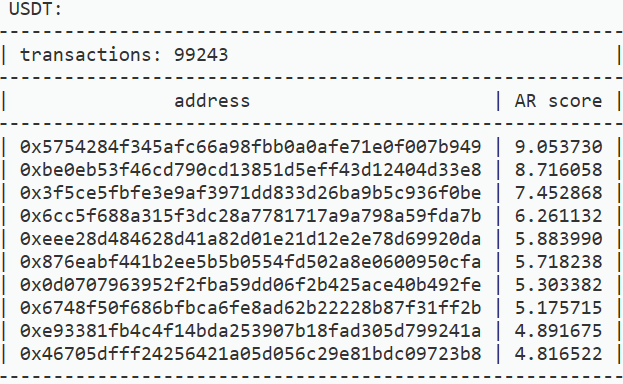 USDT:
------------------------------------------------------
| transactions: 99243 |
------------------------------------------------------
| address | AR score |
------------------------------------------------------
| 0x5754284f345afc66a98fbb0a0afe71e0f007b949 | 9.053730 |
| 0xbe0eb53f46cd790cd13851d5eff43d12404d33e8 | 8.716058 |
| 0x3f5ce5fbfe3e9af3971dd833d26ba9b5c936f0be | 7.452868 |
| 0x6cc5f688a315f3dc28a7781717a9a798a59fda7b | 6.261132 |
| 0xeee28d484628d41a82d01e21d12e2e78d69920da | 5.883990 |
| 0x876eabf441b2ee5b5b0554fd502a8e0600950cfa | 5.718238 |
| 0x0d0707963952f2fba59dd06f2b425ace40b492fe | 5.303382 |
| 0x6748f50f686bfbca6fe8ad62b22228b87f31ff2b | 5.175715 |
| 0xe93381fb4c4f14bda253907b18fad305d799241a | 4.891675 |
| 0x46705dfff24256421a05d056c29e81bdc09723b8 | 4.816522 |
------------------------------------------------------